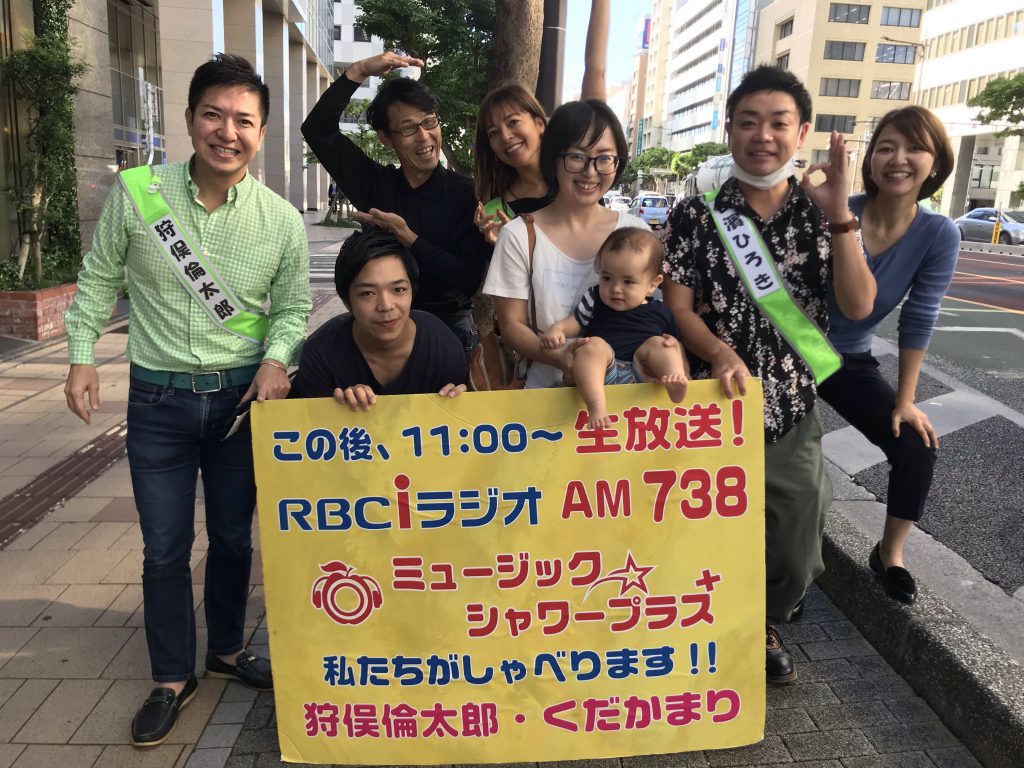 狩俣倫太郎
濱ひろき
この後、11:00～生放送！
RBCiラジオ AM 738
ミュージック
シャワープラス+
私たちがしゃべります！！
狩俣倫太郎・くだかまり